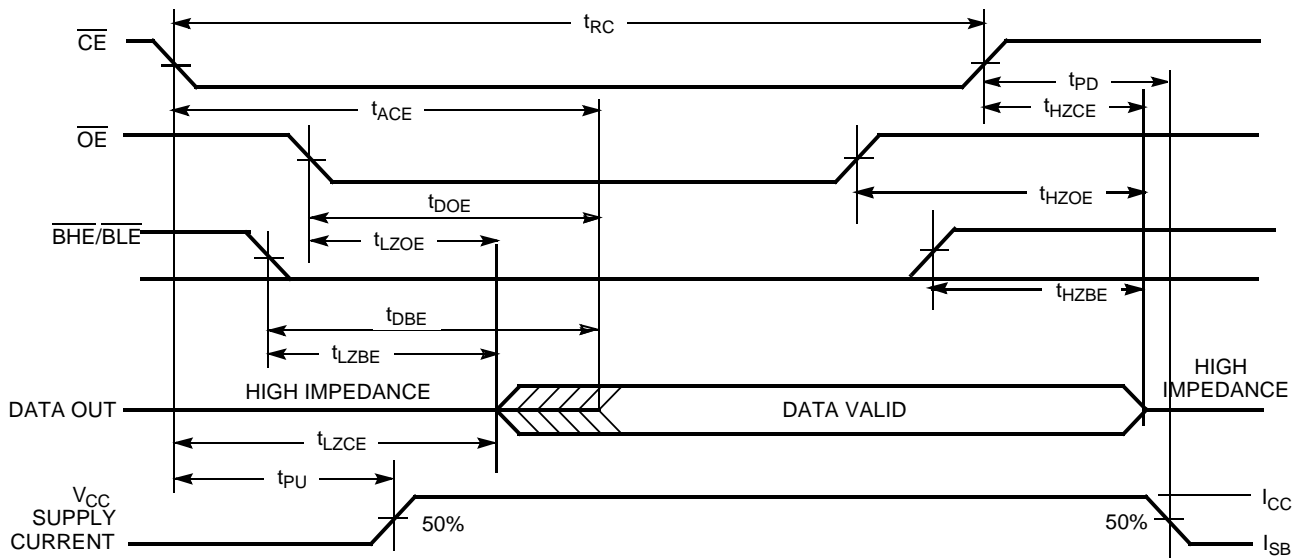 tRC
CE
tPD
tACE
tHZCE
OE
tDOE
tHZOE
BHE/BLE
tLZOE
tHZBE
tDBE
tLZBE
HIGH IMPEDANCE
HIGH
IMPEDANCE
DATA OUT
DATA VALID
tLZCE
tPU
VCC
SUPPLY
CURRENT
50%
50%
ICC
ISB